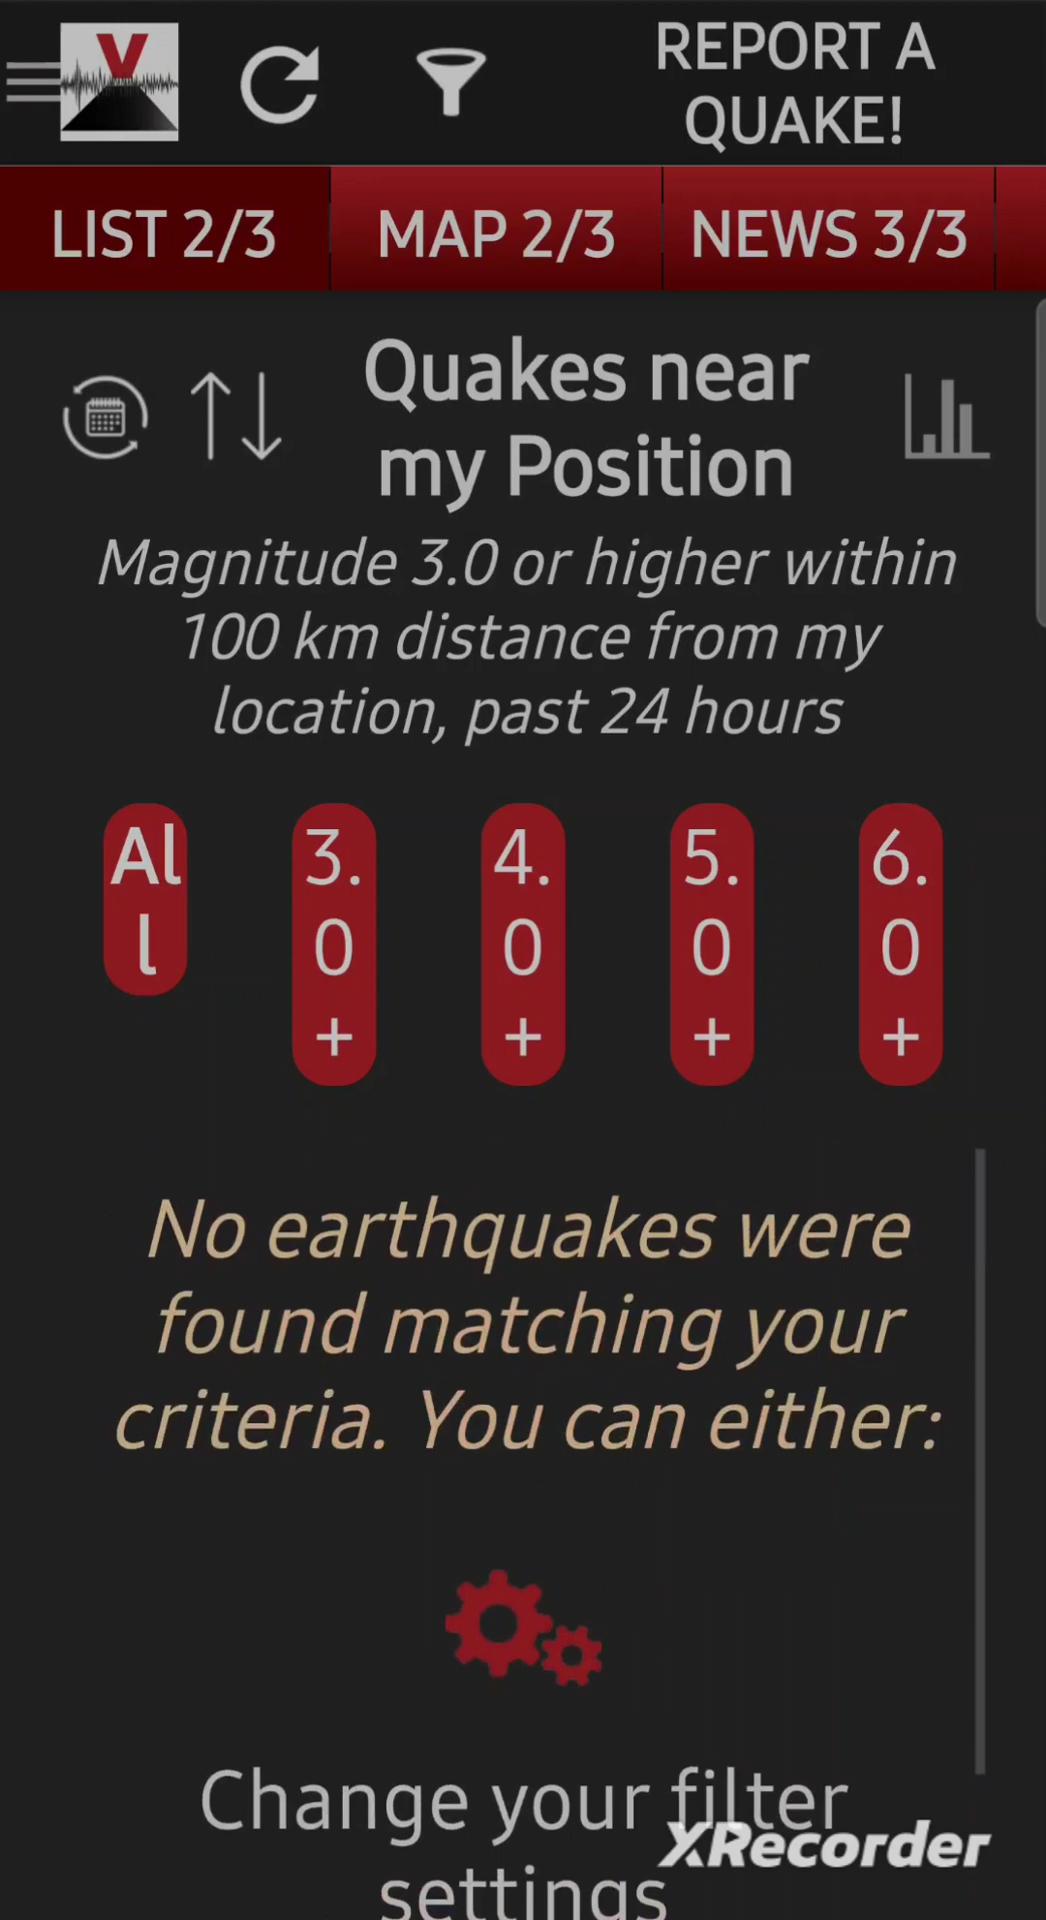 V
REPORT A
QUAKE!
LIST 2/3
MAP 2/3
NEWS 3/3
Quakes near
my Position
Magnitude 3.0 or higher within
100 km distance from my
location, past 24 hours
Al
l
3.
0
+
4.
0
+
5.
0
+
6.
0
+
No earthquakes were
found matching your
criteria. You can either:
Change your filter
settings
XRecorder